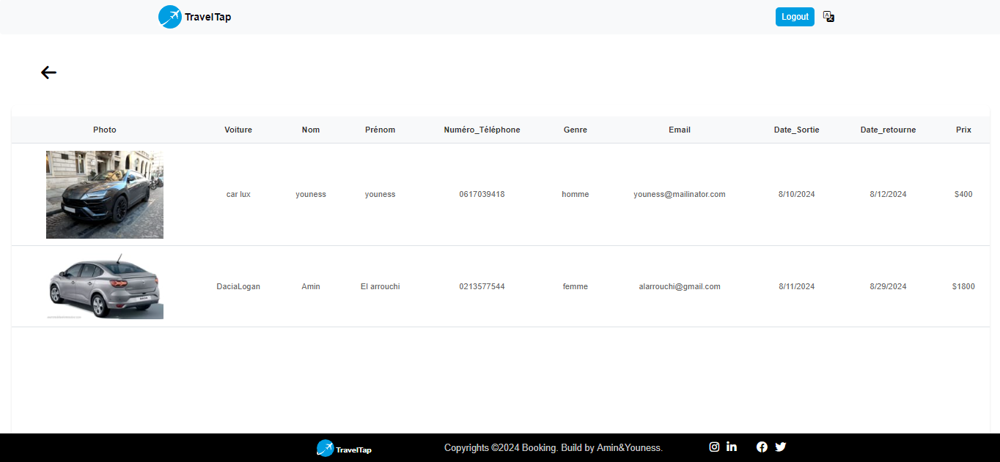 TravelTap
Logout
Photo Voiture Nom Prénom Numéro_Téléphone Genre Email Date_Sortie Date_retourne Prix
car lux youness youness 0617039418 homme youness@mailinator.com 8/10/2024 8/12/2024 $400
DaciaLogan Amin El arrouchi 0213577544 femme alarrouchi@gmail.com 8/11/2024 8/29/2024 $1800
TravelTap Copyrights ©2024 Booking. Build by Amin&Youness.